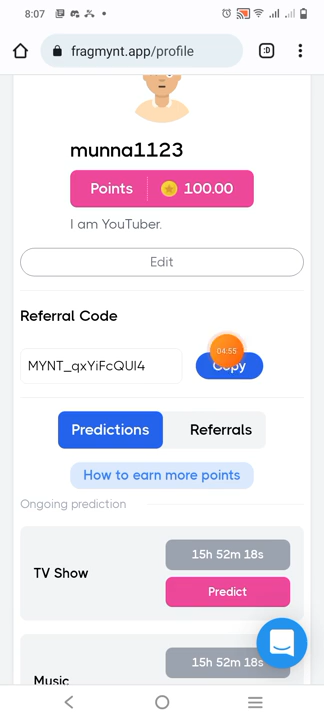 8:07
:D
fragmynt.app/profile
munna1123
Points 100.00
I am YouTuber.
Edit
Referral Code
MYNT_qxYiFcQUI4
04:55
Copy
Predictions Referrals
How to earn more points
Ongoing prediction
15h 52m 18s
TV Show
Predict
15h 52m 18s
Music